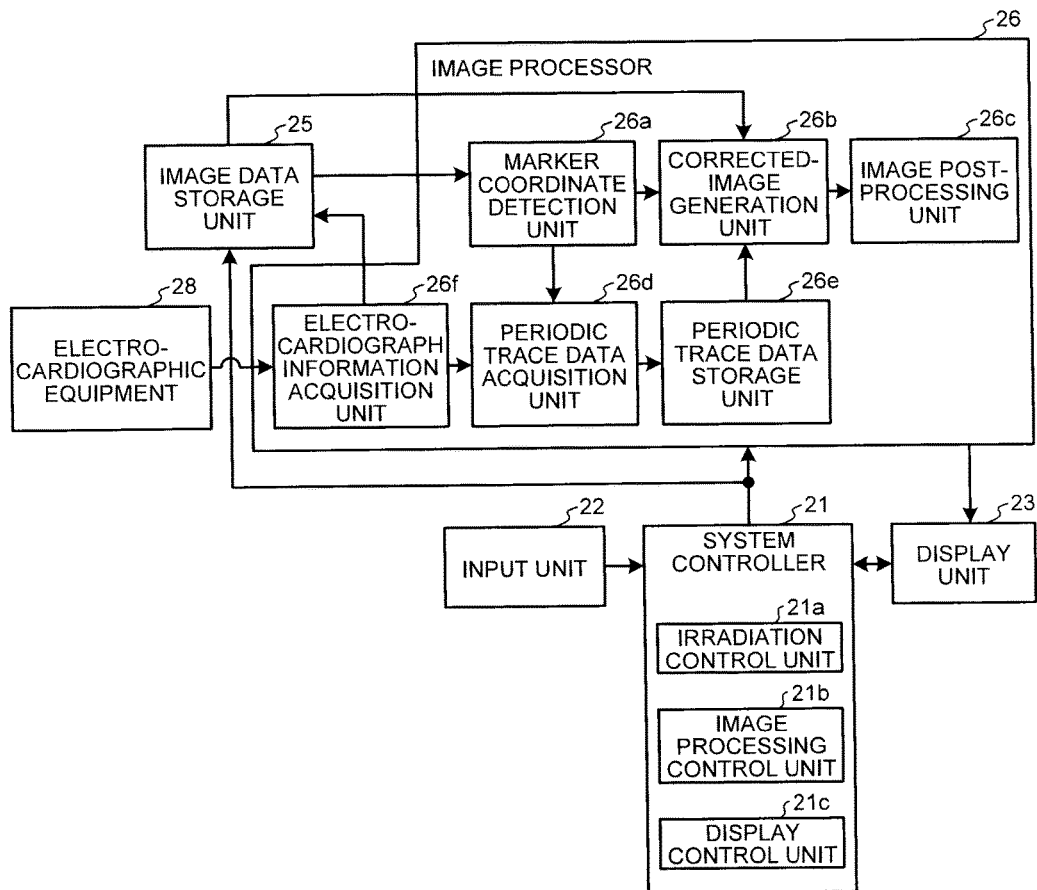 26
IMAGE PROCESSOR
25
IMAGE DATA
STORAGE
UNIT
26a
MARKER
COORDINATE
DETECTION
UNIT
26b
CORRECTED-
IMAGE
GENERATION
UNIT
26c
IMAGE POST-
PROCESSING
UNIT
28
ELECTRO-
CARDIOGRAPHIC
EQUIPMENT
26f
ELECTRO-
CARDIOGRAPH
INFORMATION
ACQUISITION
UNIT
26d
PERIODIC
TRACE DATA
ACQUISITION
UNIT
26e
PERIODIC
TRACE DATA
STORAGE
UNIT
22
INPUT UNIT
21
SYSTEM
CONTROLLER
23
DISPLAY
UNIT
21a
IRRADIATION
CONTROL UNIT
21b
IMAGE
PROCESSING
CONTROL UNIT
21c
DISPLAY
CONTROL UNIT